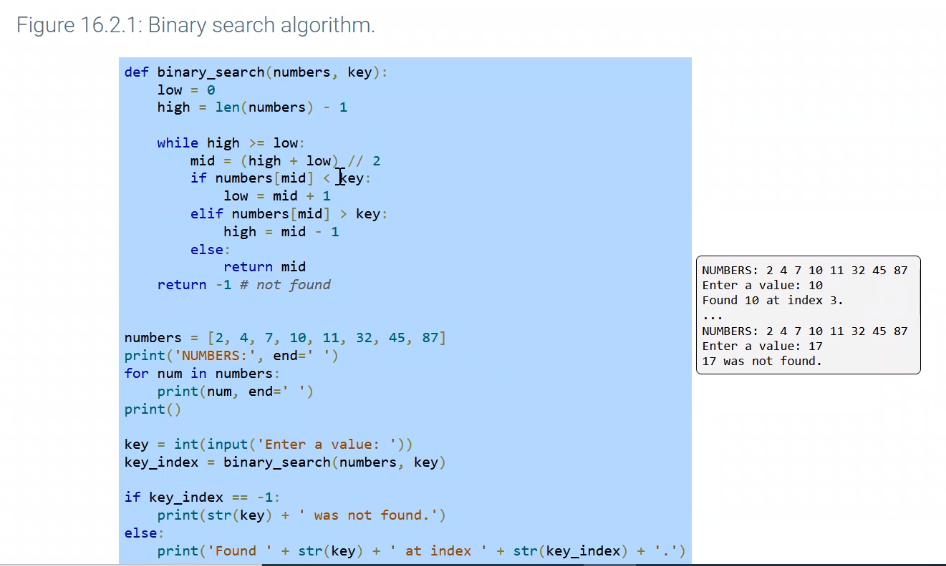 Figure 16.2.1: Binary search algorithm.
def binary_search(numbers, key):
    low = 0
    high = len(numbers) - 1

    while high >= low:
        mid = (high + low) // 2
        if numbers[mid] < key:
            low = mid + 1
        elif numbers[mid] > key:
            high = mid - 1
        else:
            return mid
    return -1 # not found

numbers = [2, 4, 7, 10, 11, 32, 45, 87]
print('NUMBERS:', end=' ')
for num in numbers:
    print(num, end=' ')
print()

key = int(input('Enter a value: '))
key_index = binary_search(numbers, key)

if key_index == -1:
    print(str(key) + ' was not found.')
else:
    print('Found ' + str(key) + ' at index ' + str(key_index) + '.')
NUMBERS: 2 4 7 10 11 32 45 87
Enter a value: 10
Found 10 at index 3.
...
NUMBERS: 2 4 7 10 11 32 45 87
Enter a value: 17
17 was not found.